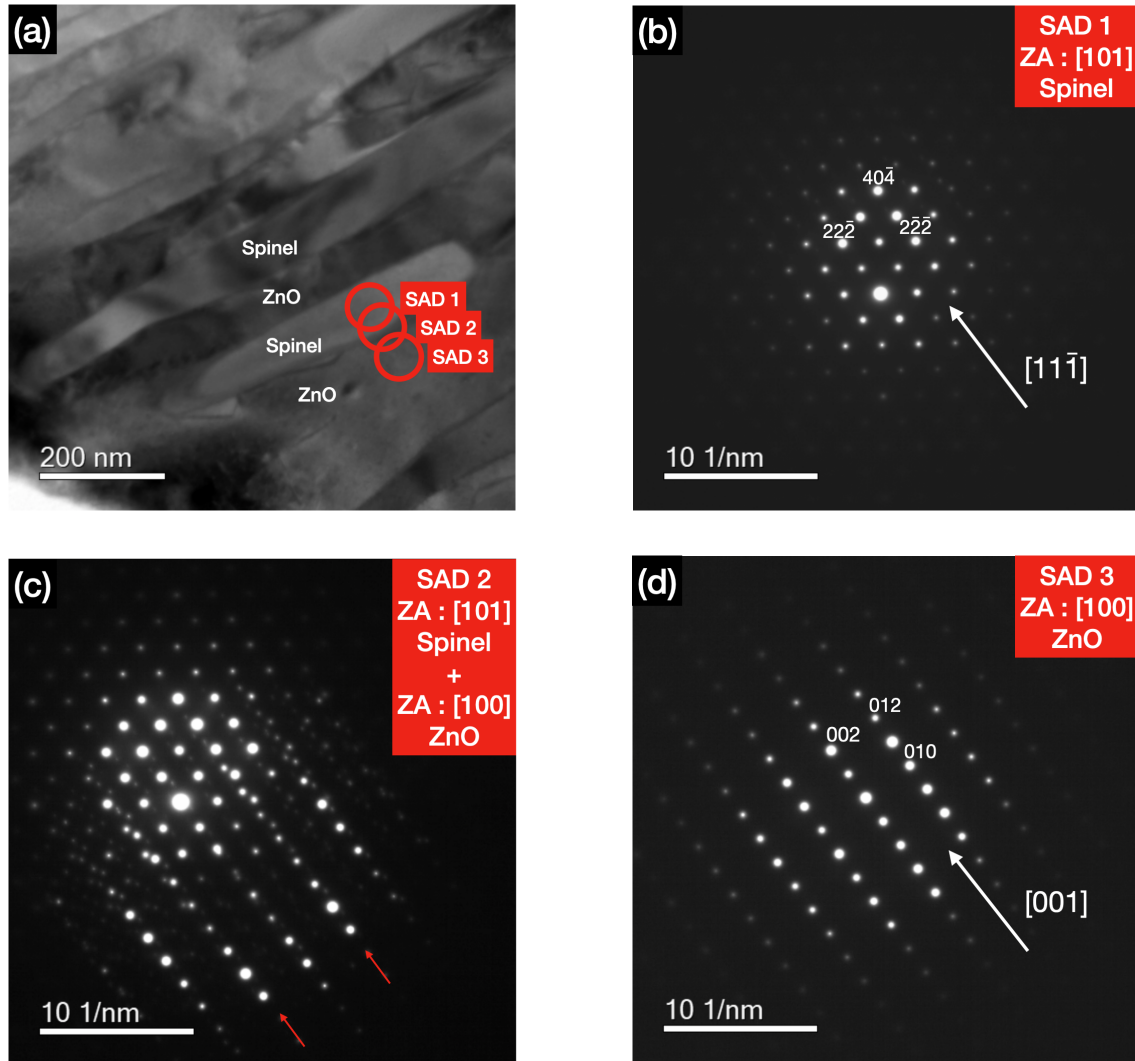 (a)
Spinel
ZnO
SAD 1
SAD 2
Spinel
SAD 3
ZnO
200 nm
(b)
SAD 1
ZA : [101]
Spinel
404̅
222̅
22̅2̅
[111̅]
10 1/nm
(c)
SAD 2
ZA : [101]
Spinel
+
ZA : [100]
ZnO
10 1/nm
(d)
SAD 3
ZA : [100]
ZnO
012
002
010
[001]
10 1/nm